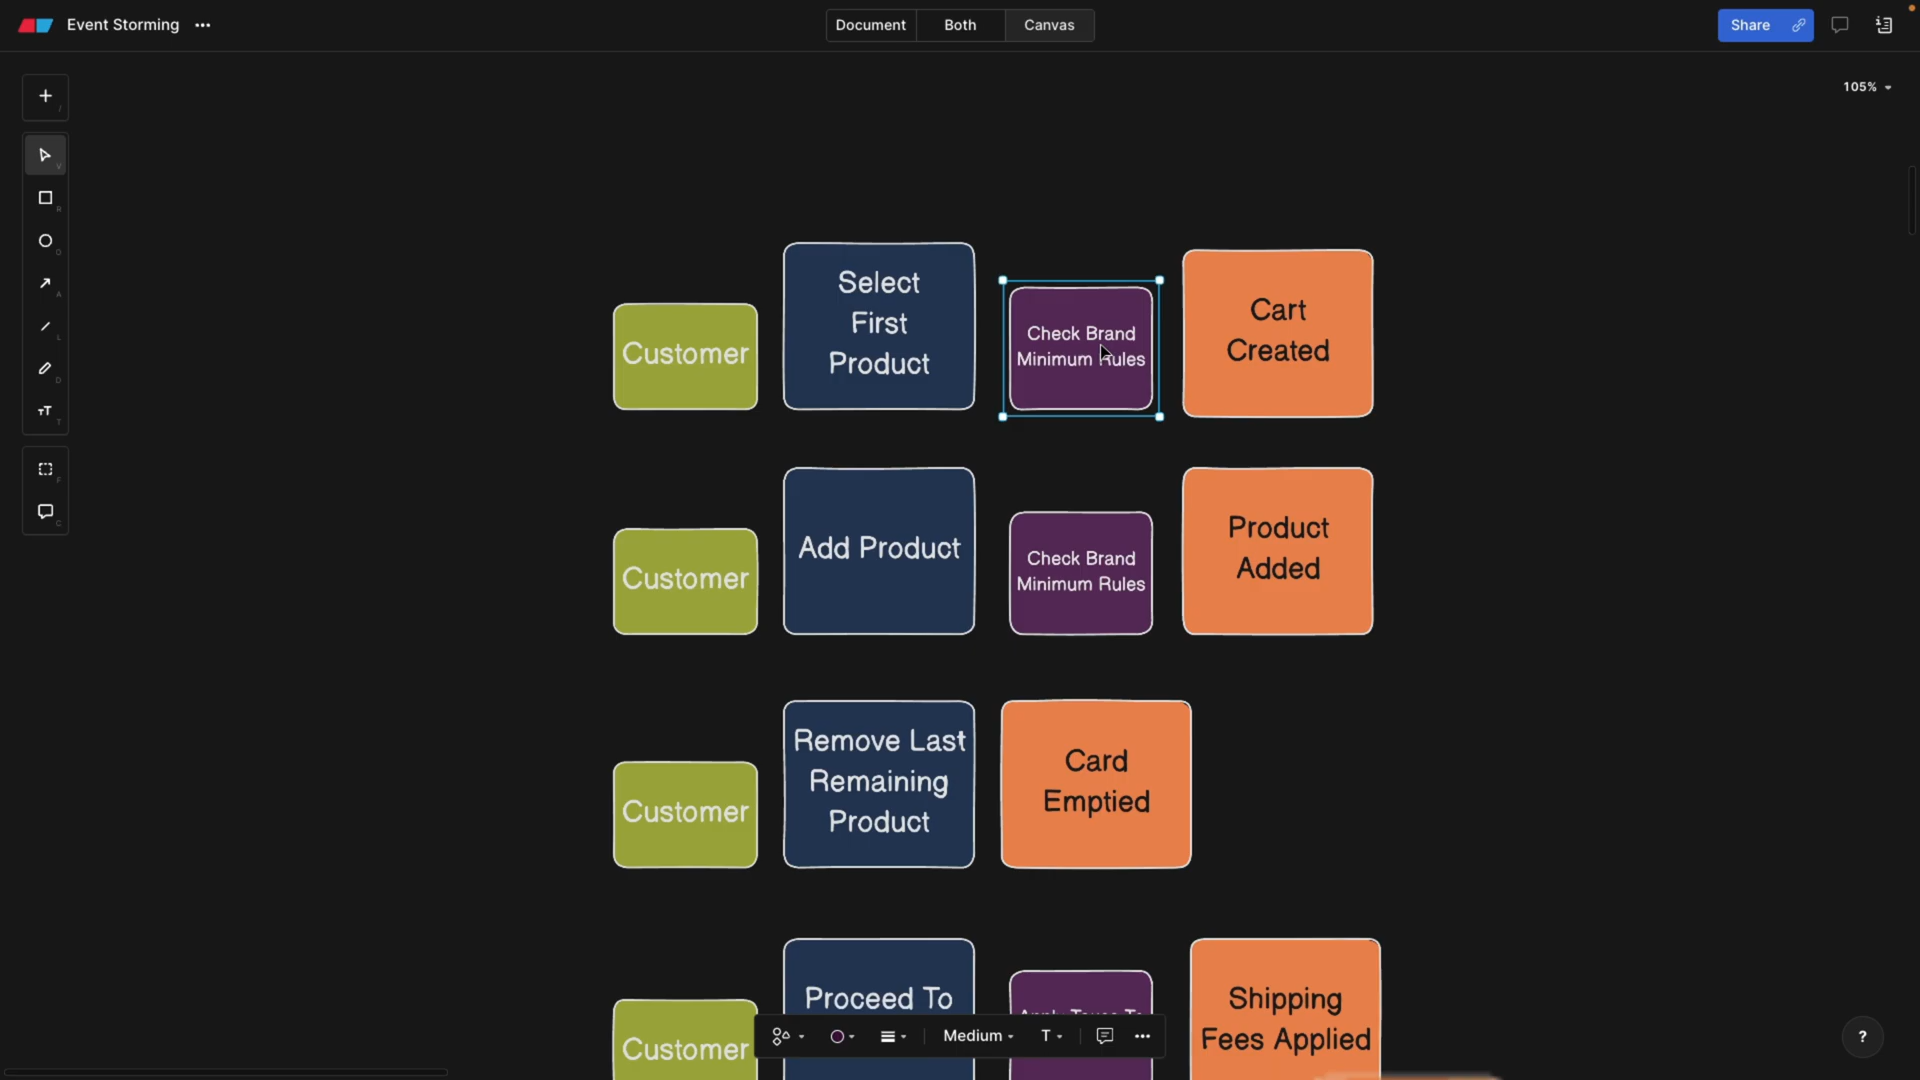 Event Storming
Document
Both
Canvas
Share
105%
/
V
R
O
A
L
D
T
F
C
Customer
Select
First
Product
Check Brand
Minimum Rules
Cart
Created
Customer
Add Product
Check Brand
Minimum Rules
Product
Added
Customer
Remove Last
Remaining
Product
Card
Emptied
Customer
Proceed To
Shipping
Fees Applied
Medium
T
?